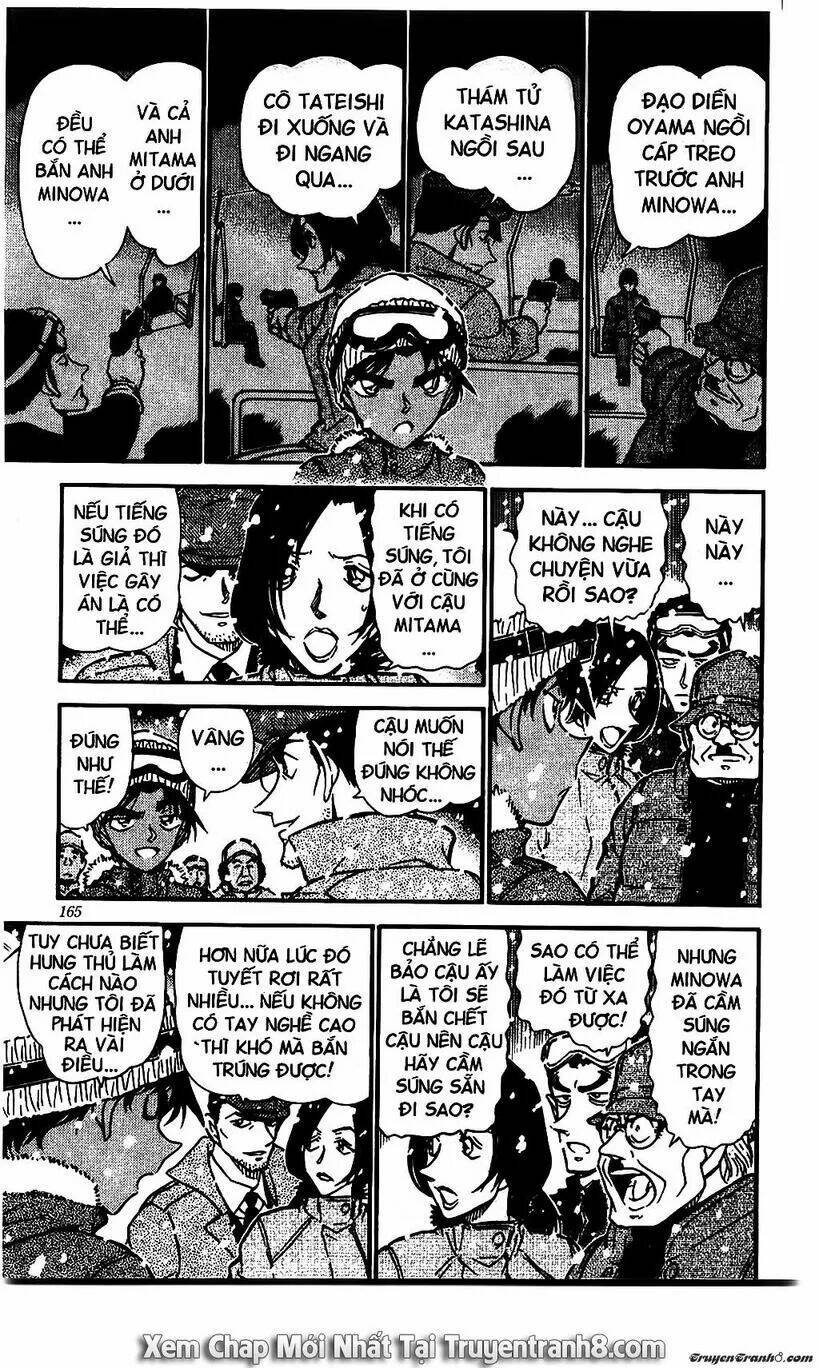 ĐẠO DIỄN
OYAMA NGỒI
CÁP TREO
TRƯỚC ANH
MINOWA...
THÁM TỬ
KATASHINA
NGỒI SAU
...
CÔ TATEISHI
ĐI XUỐNG VÀ
ĐI NGANG
QUA...
VÀ CẢ
ANH
MITAMA
Ở DƯỚI
...
ĐỀU
CÓ THỂ
BẮN ANH
MINOWA
...
NÀY
NÀY
...
NÀY... CẬU
KHÔNG NGHE
CHUYỆN VỪA
RỒI SAO?
KHI CÓ
TIẾNG
SÚNG, TÔI
ĐÃ Ở CÙNG
VỚI CẬU
MITAMA
...
NẾU TIẾNG
SÚNG ĐÓ
LÀ GIẢ THÌ
VIỆC GÂY
ÁN LÀ CÓ
THỂ...
CẬU MUỐN
NÓI THẾ
ĐÚNG KHÔNG
NHÓC...
VÂNG
...
ĐÚNG
NHƯ
THẾ!
165
NHƯNG
MINOWA
ĐÃ CẦM
SÚNG
NGẮN
TRONG
TAY
MÀ!
SAO CÓ THỂ
LÀM VIỆC
ĐÓ TỪ XA
ĐƯỢC!
CHẲNG LẼ
BẢO CẬU ẤY
LÀ TÔI SẼ
BẮN CHẾT
CẬU NÊN CẬU
HÃY CẦM
SÚNG SẴN
ĐI SAO?
HƠN NỮA LÚC ĐÓ
TUYẾT RƠI RẤT
NHIỀU... NẾU KHÔNG
CÓ TAY NGHỀ CAO
THÌ KHÓ MÀ BẮN
TRÚNG ĐƯỢC!
TUY CHƯA BIẾT
HUNG THỦ LÀM
CÁCH NÀO
NHƯNG TÔI ĐÃ
PHÁT HIỆN
RA VÀI
ĐIỀU...
Xem Chap Mới Nhất Tại Truyentranh8.com
TruyenTranh8.com